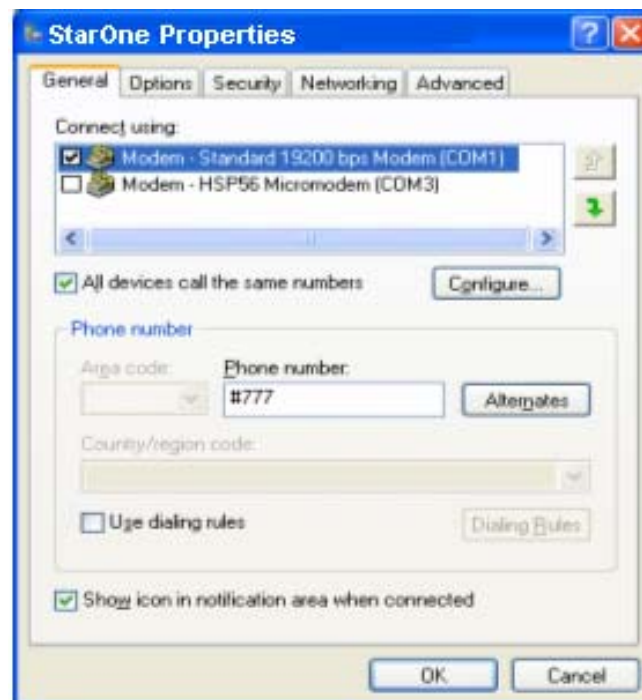 StarOne Properties
General Options Security Networking Advanced
Connect using:
Modem - Standard 19200 bps Modem (COM1)
Modem - HSP56 Micromodem (COM3)
All devices call the same numbers Configure...
Phone number
Area code: Phone number:
#777 Alternates
Country/region code:
Use dialing rules Dialing Rules
Show icon in notification area when connected
OK Cancel